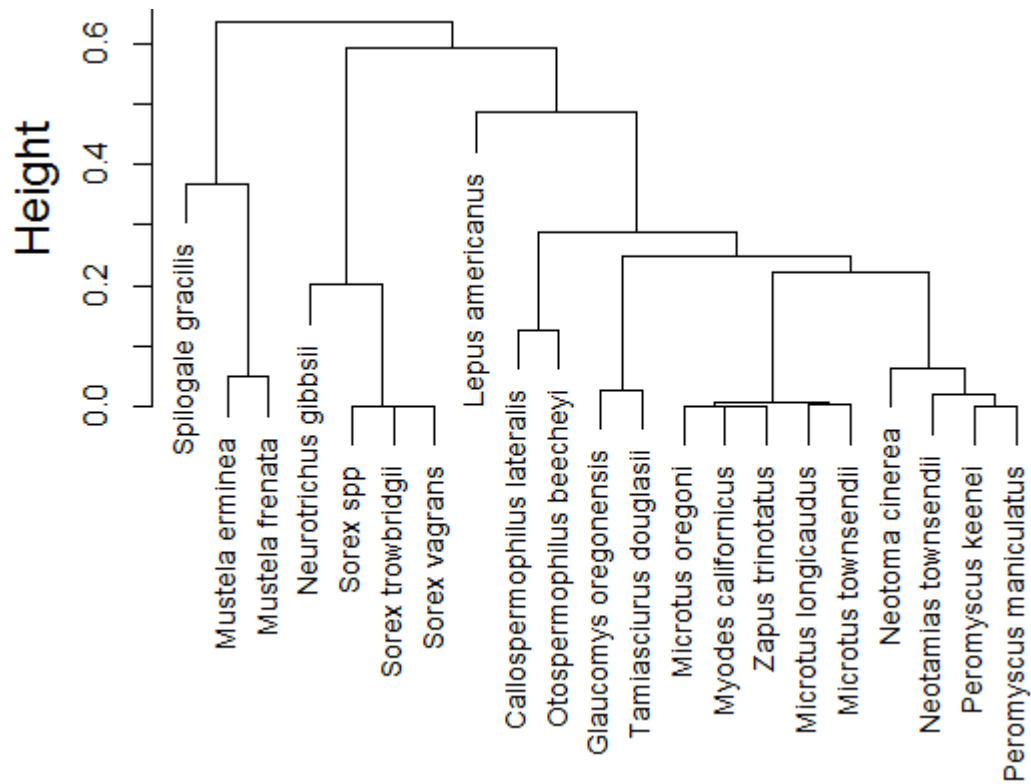 Height
0.6
0.4
0.2
0.0
Spilogale gracilis
Mustela erminea
Mustela frenata
Neurotrichus gibbsii
Sorex spp
Sorex trowbridgii
Sorex vagrans
Lepus americanus
Callospermophilus lateralis
Otospermophilus beecheyi
Glaucomys oregonensis
Tamiasciurus douglasii
Microtus oregoni
Myodes californicus
Zapus trinotatus
Microtus longicaudus
Microtus townsendii
Neotoma cinerea
Neotamias townsendii
Peromyscus keenei
Peromyscus maniculatus